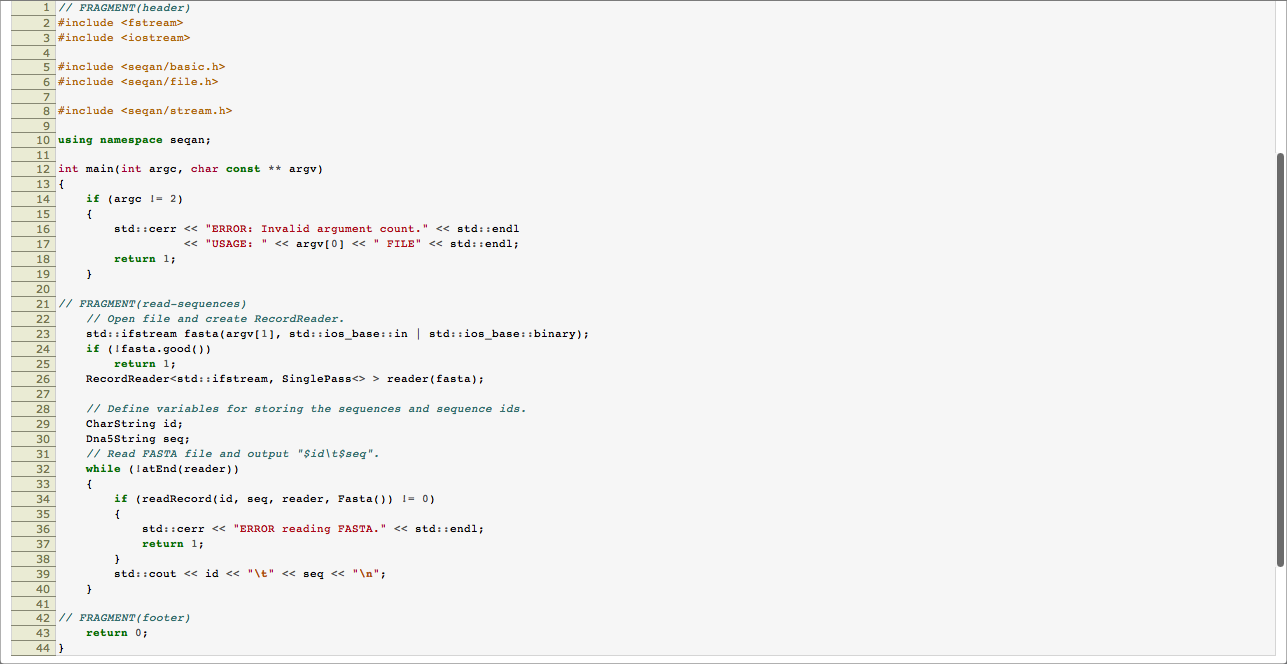 1 // FRAGMENT(header)
2 #include <fstream>
3 #include <iostream>
4
5 #include <seqan/basic.h>
6 #include <seqan/file.h>
7
8 #include <seqan/stream.h>
9
10 using namespace seqan;
11
12 int main(int argc, char const ** argv)
13 {
14     if (argc != 2)
15     {
16         std::cerr << "ERROR: Invalid argument count." << std::endl
17                   << "USAGE: " << argv[0] << " FILE" << std::endl;
18         return 1;
19     }
20
21 // FRAGMENT(read-sequences)
22     // Open file and create RecordReader.
23     std::ifstream fasta(argv[1], std::ios_base::in | std::ios_base::binary);
24     if (!fasta.good())
25         return 1;
26     RecordReader<std::ifstream, SinglePass<> > reader(fasta);
27
28     // Define variables for storing the sequences and sequence ids.
29     CharString id;
30     Dna5String seq;
31     // Read FASTA file and output "$id\t$seq".
32     while (!atEnd(reader))
33     {
34         if (readRecord(id, seq, reader, Fasta()) != 0)
35         {
36             std::cerr << "ERROR reading FASTA." << std::endl;
37             return 1;
38         }
39         std::cout << id << "\t" << seq << "\n";
40     }
41
42 // FRAGMENT(footer)
43     return 0;
44 }